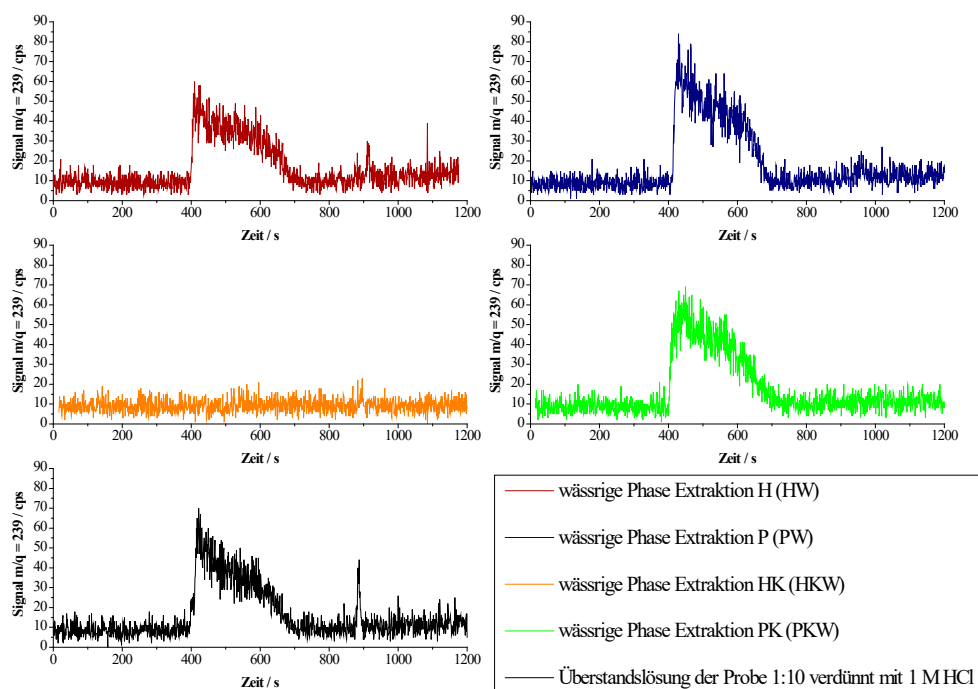 Signal m/q = 239 / cps
90
80
70
60
50
40
30
20
10
0
0 200 400 600 800 1000 1200
Zeit / s
Signal m/q = 239 / cps
90
80
70
60
50
40
30
20
10
0
0 200 400 600 800 1000 1200
Zeit / s
Signal m/q = 239 / cps
90
80
70
60
50
40
30
20
10
0
0 200 400 600 800 1000 1200
Zeit / s
Signal m/q = 239 / cps
90
80
70
60
50
40
30
20
10
0
0 200 400 600 800 1000 1200
Zeit / s
Signal m/q = 239 / cps
90
80
70
60
50
40
30
20
10
0
0 200 400 600 800 1000 1200
Zeit / s
wässrige Phase Extraktion H (HW)
wässrige Phase Extraktion P (PW)
wässrige Phase Extraktion HK (HKW)
wässrige Phase Extraktion PK (PKW)
Überstandslösung der Probe 1:10 verdünnt mit 1 M HCl